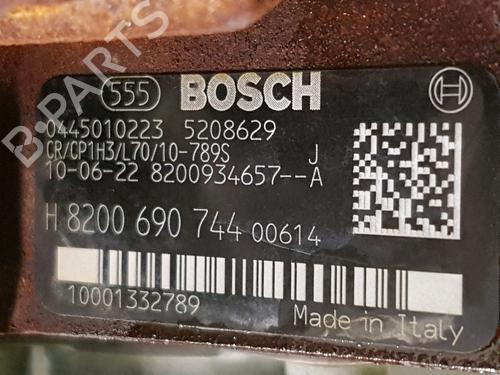 555 BOSCH
0445010223 5208629
CR/CP1H3/L70/10-789S J
10-06-22 8200934657--A
H 8200 690 744 00614
10001332789
Made in Italy
B-PARTS